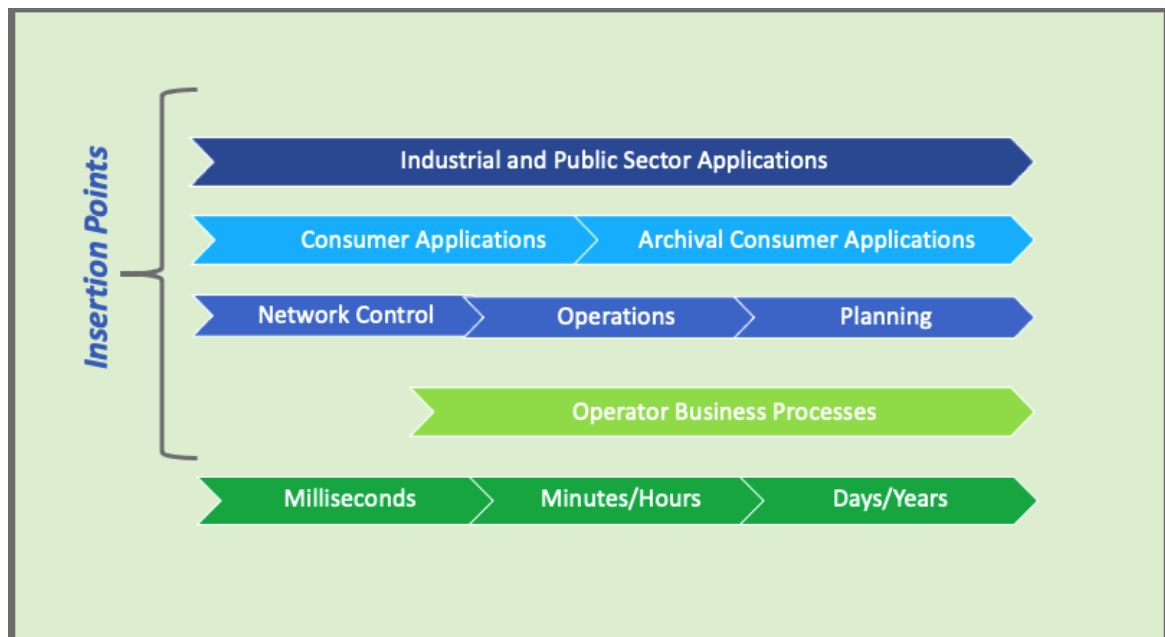 Insertion Points
Industrial and Public Sector Applications
Consumer Applications
Archival Consumer Applications
Network Control
Operations
Planning
Operator Business Processes
Milliseconds
Minutes/Hours
Days/Years